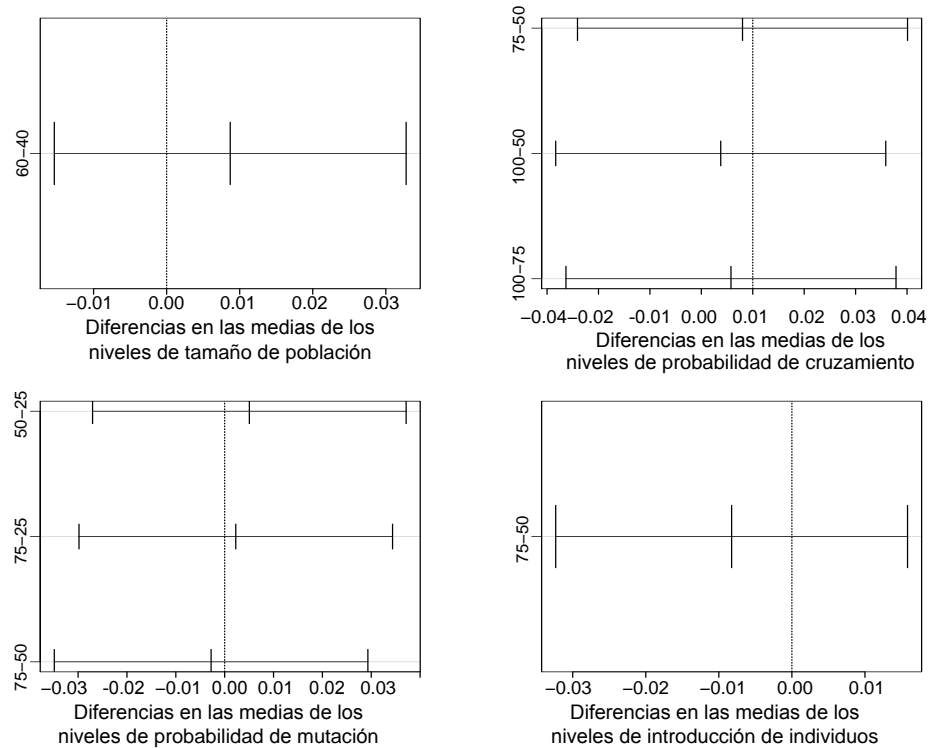 60−40
−0.01 0.00 0.01 0.02 0.03
Diferencias en las medias de los
niveles de tamaño de población
75−50
100−50
100−75
−0.04 −0.02 −0.01 0.00 0.01 0.02 0.03 0.04
Diferencias en las medias de los
niveles de probabilidad de cruzamiento
50−25
75−25
75−50
−0.03 −0.02 −0.01 0.00 0.01 0.02 0.03
Diferencias en las medias de los
niveles de probabilidad de mutación
75−50
−0.03 −0.02 −0.01 0.00 0.01
Diferencias en las medias de los
niveles de introducción de individuos